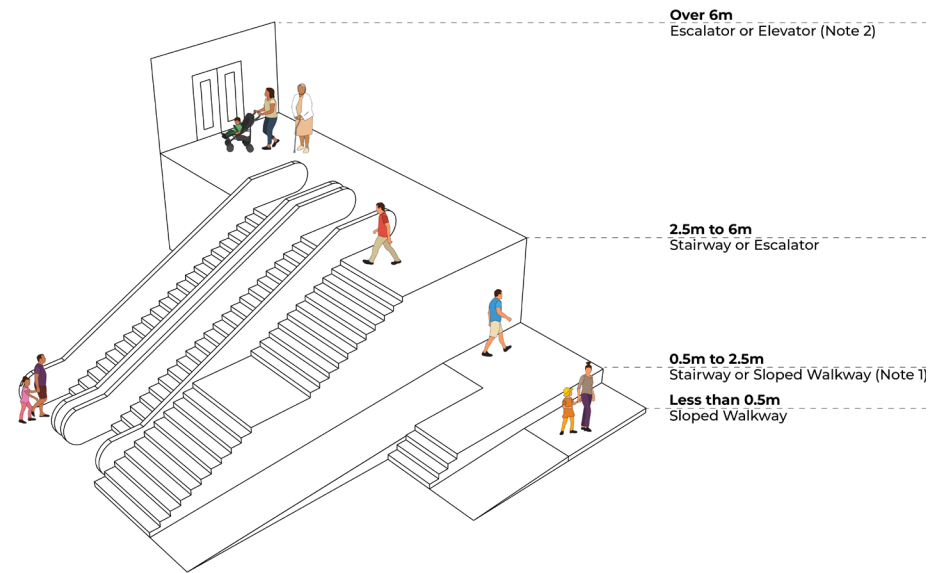 Over 6m
Escalator or Elevator (Note 2)
2.5m to 6m
Stairway or Escalator
0.5m to 2.5m
Stairway or Sloped Walkway (Note 1)
Less than 0.5m
Sloped Walkway